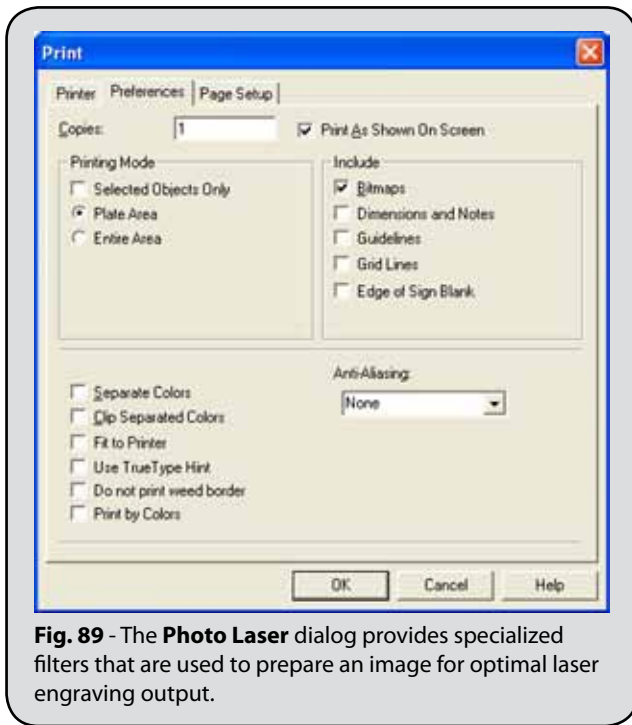 Print
Printer Preferences Page Setup
Copies: 1 Print As Shown On Screen
Printing Mode
Selected Objects Only
Plate Area
Entire Area
Include
Bitmaps
Dimensions and Notes
Guidelines
Grid Lines
Edge of Sign Blank
Separate Colors
Clip Separated Colors
Fit to Printer
Use TrueType Hint
Do not print weed border
Print by Colors
Anti-Aliasing:
None
OK Cancel Help
Fig. 89 - The Photo Laser dialog provides specialized
filters that are used to prepare an image for optimal laser
engraving output.